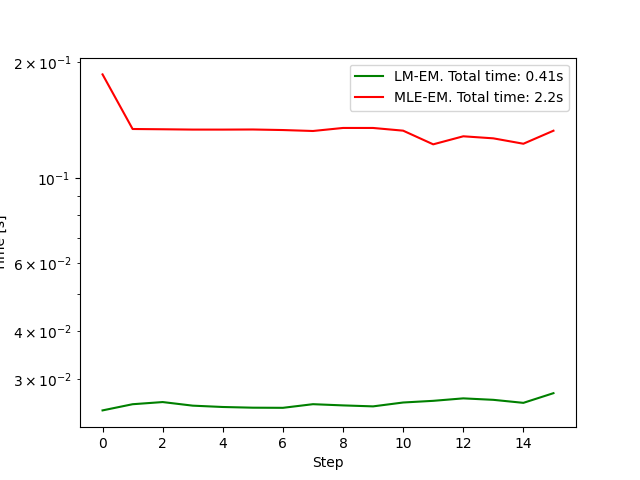 LM-EM. Total time: 0.41s
MLE-EM. Total time: 2.2s
2 × 10⁻¹
10⁻¹
6 × 10⁻²
4 × 10⁻²
3 × 10⁻²
Time [s]
0 2 4 6 8 10 12 14
Step